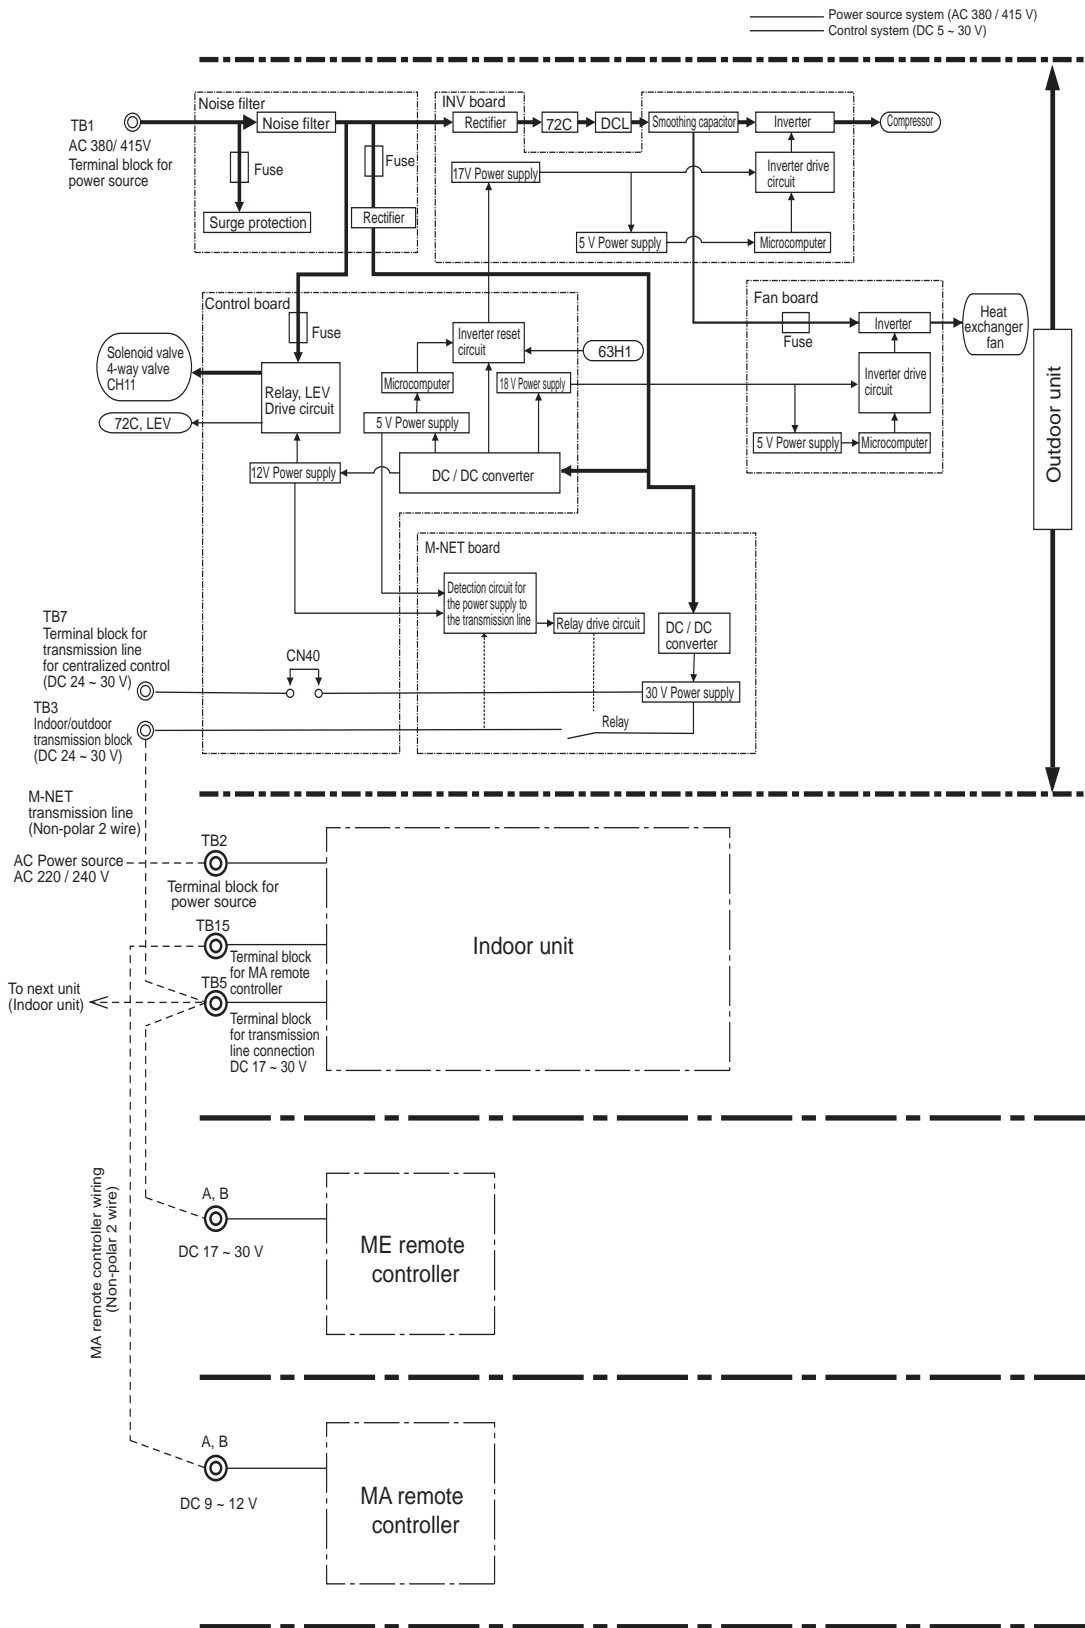 Power source system (AC 380 / 415 V)
Control system (DC 5 ~ 30 V)
Noise filter
INV board
TB1
AC 380/ 415V
Terminal block for
power source
Noise filter
Rectifier
72C
DCL
Smoothing capacitor
Inverter
Compressor
Fuse
Fuse
Surge protection
Rectifier
17V Power supply
Inverter drive
circuit
5 V Power supply
Microcomputer
Control board
Fuse
Inverter reset
circuit
63H1
Fan board
Fuse
Inverter
Heat
exchanger
fan
Solenoid valve
4-way valve
CH11
72C, LEV
Relay, LEV
Drive circuit
Microcomputer
18 V Power supply
5 V Power supply
12V Power supply
DC / DC converter
Inverter drive
circuit
5 V Power supply
Microcomputer
Outdoor unit
M-NET board
Detection circuit for
the power supply to
the transmission line
Relay drive circuit
DC / DC
converter
30 V Power supply
Relay
CN40
TB7
Terminal block for
transmission line
for centralized control
(DC 24 ~ 30 V)
TB3
Indoor/outdoor
transmission block
(DC 24 ~ 30 V)
M-NET
transmission line
(Non-polar 2 wire)
AC Power source
AC 220 / 240 V
TB2
Terminal block for
power source
TB15
Terminal block
for MA remote
controller
TB5
Terminal block
for transmission
line connection
DC 17 ~ 30 V
To next unit
(Indoor unit)
Indoor unit
MA remote controller wiring
(Non-polar 2 wire)
A, B
DC 17 ~ 30 V
ME remote
controller
A, B
DC 9 ~ 12 V
MA remote
controller